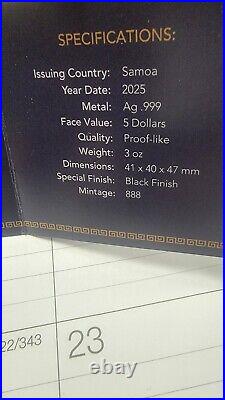 SPECIFICATIONS:
Issuing Country: Samoa
Year Date: 2025
Metal: Ag .999
Face Value: 5 Dollars
Quality: Proof-like
Weight: 3 oz
Dimensions: 41 x 40 x 47 mm
Special Finish: Black Finish
Mintage: 888
22/343
23